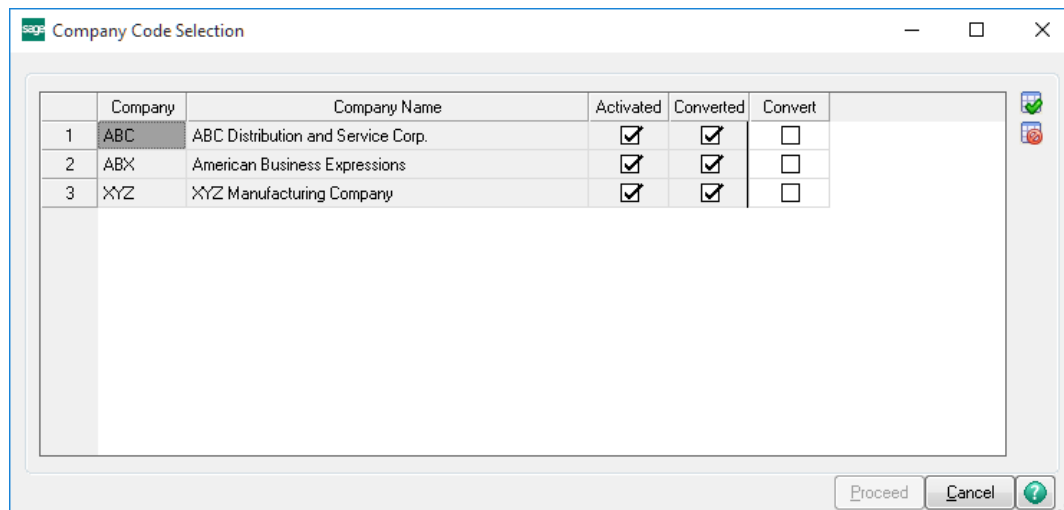 sage Company Code Selection
Company Company Name Activated Converted Convert
1 ABC ABC Distribution and Service Corp.
2 ABX American Business Expressions
3 XYZ XYZ Manufacturing Company
Proceed Cancel ?